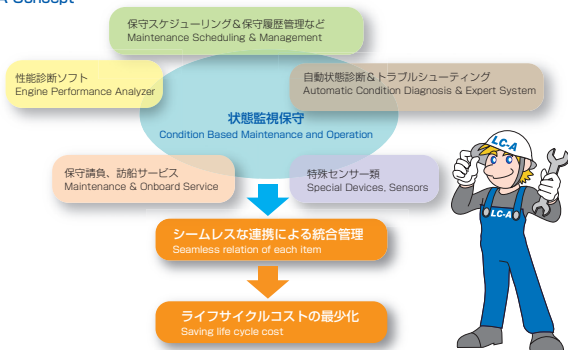 A Concept
保守スケジューリング＆保守履歴管理など
Maintenance Scheduling & Management
性能診断ソフト
Engine Performance Analyzer
自動状態診断＆トラブルシューティング
Automatic Condition Diagnosis & Expert System
状態監視保守
Condition Based Maintenance and Operation
保守請負、訪船サービス
Maintenance & Onboard Service
特殊センサー類
Special Devices, Sensors
LC-A
LC-A
シームレスな連携による統合管理
Seamless relation of each item
ライフサイクルコストの最少化
Saving life cycle cost